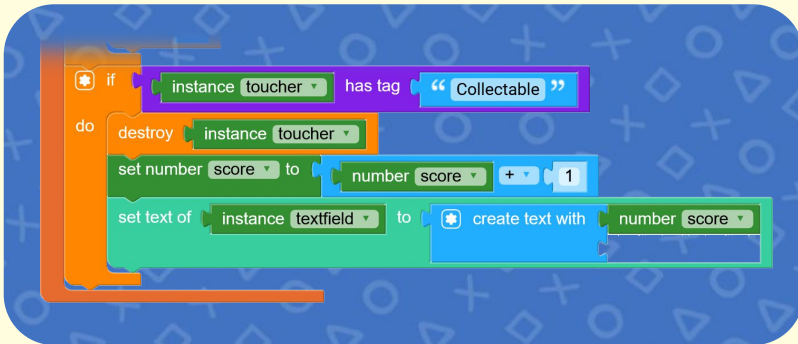 if instance toucher has tag “ Collectable ”
do destroy instance toucher
set number score to number score + 1
set text of instance textfield to create text with number score